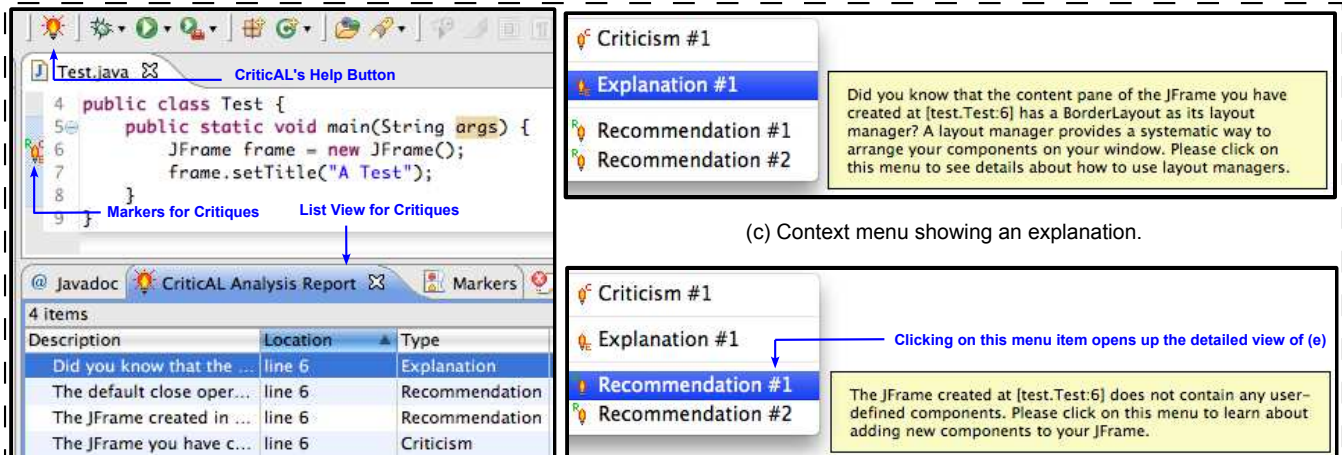 CriticAL's Help Button
Test.java
4 public class Test {
5 public static void main(String args) {
6 JFrame frame = new JFrame();
7 frame.setTitle("A Test");
8 }
9 }
Markers for Critiques
List View for Critiques
@ Javadoc CriticAL Analysis Report Markers
4 items
Description Location Type
Did you know that the ... line 6 Explanation
The default close oper... line 6 Recommendation
The JFrame created in ... line 6 Recommendation
The JFrame you have c... line 6 Criticism
Criticism #1
Explanation #1
Recommendation #1
Recommendation #2
Did you know that the content pane of the JFrame you have
created at [test.Test:6] has a BorderLayout as its layout
manager? A layout manager provides a systematic way to
arrange your components on your window. Please click on
this menu to see details about how to use layout managers.
(c) Context menu showing an explanation.
Criticism #1
Explanation #1
Clicking on this menu item opens up the detailed view of (e)
Recommendation #1
Recommendation #2
The JFrame created at [test.Test:6] does not contain any user-
defined components. Please click on this menu to learn about
adding new components to your JFrame.